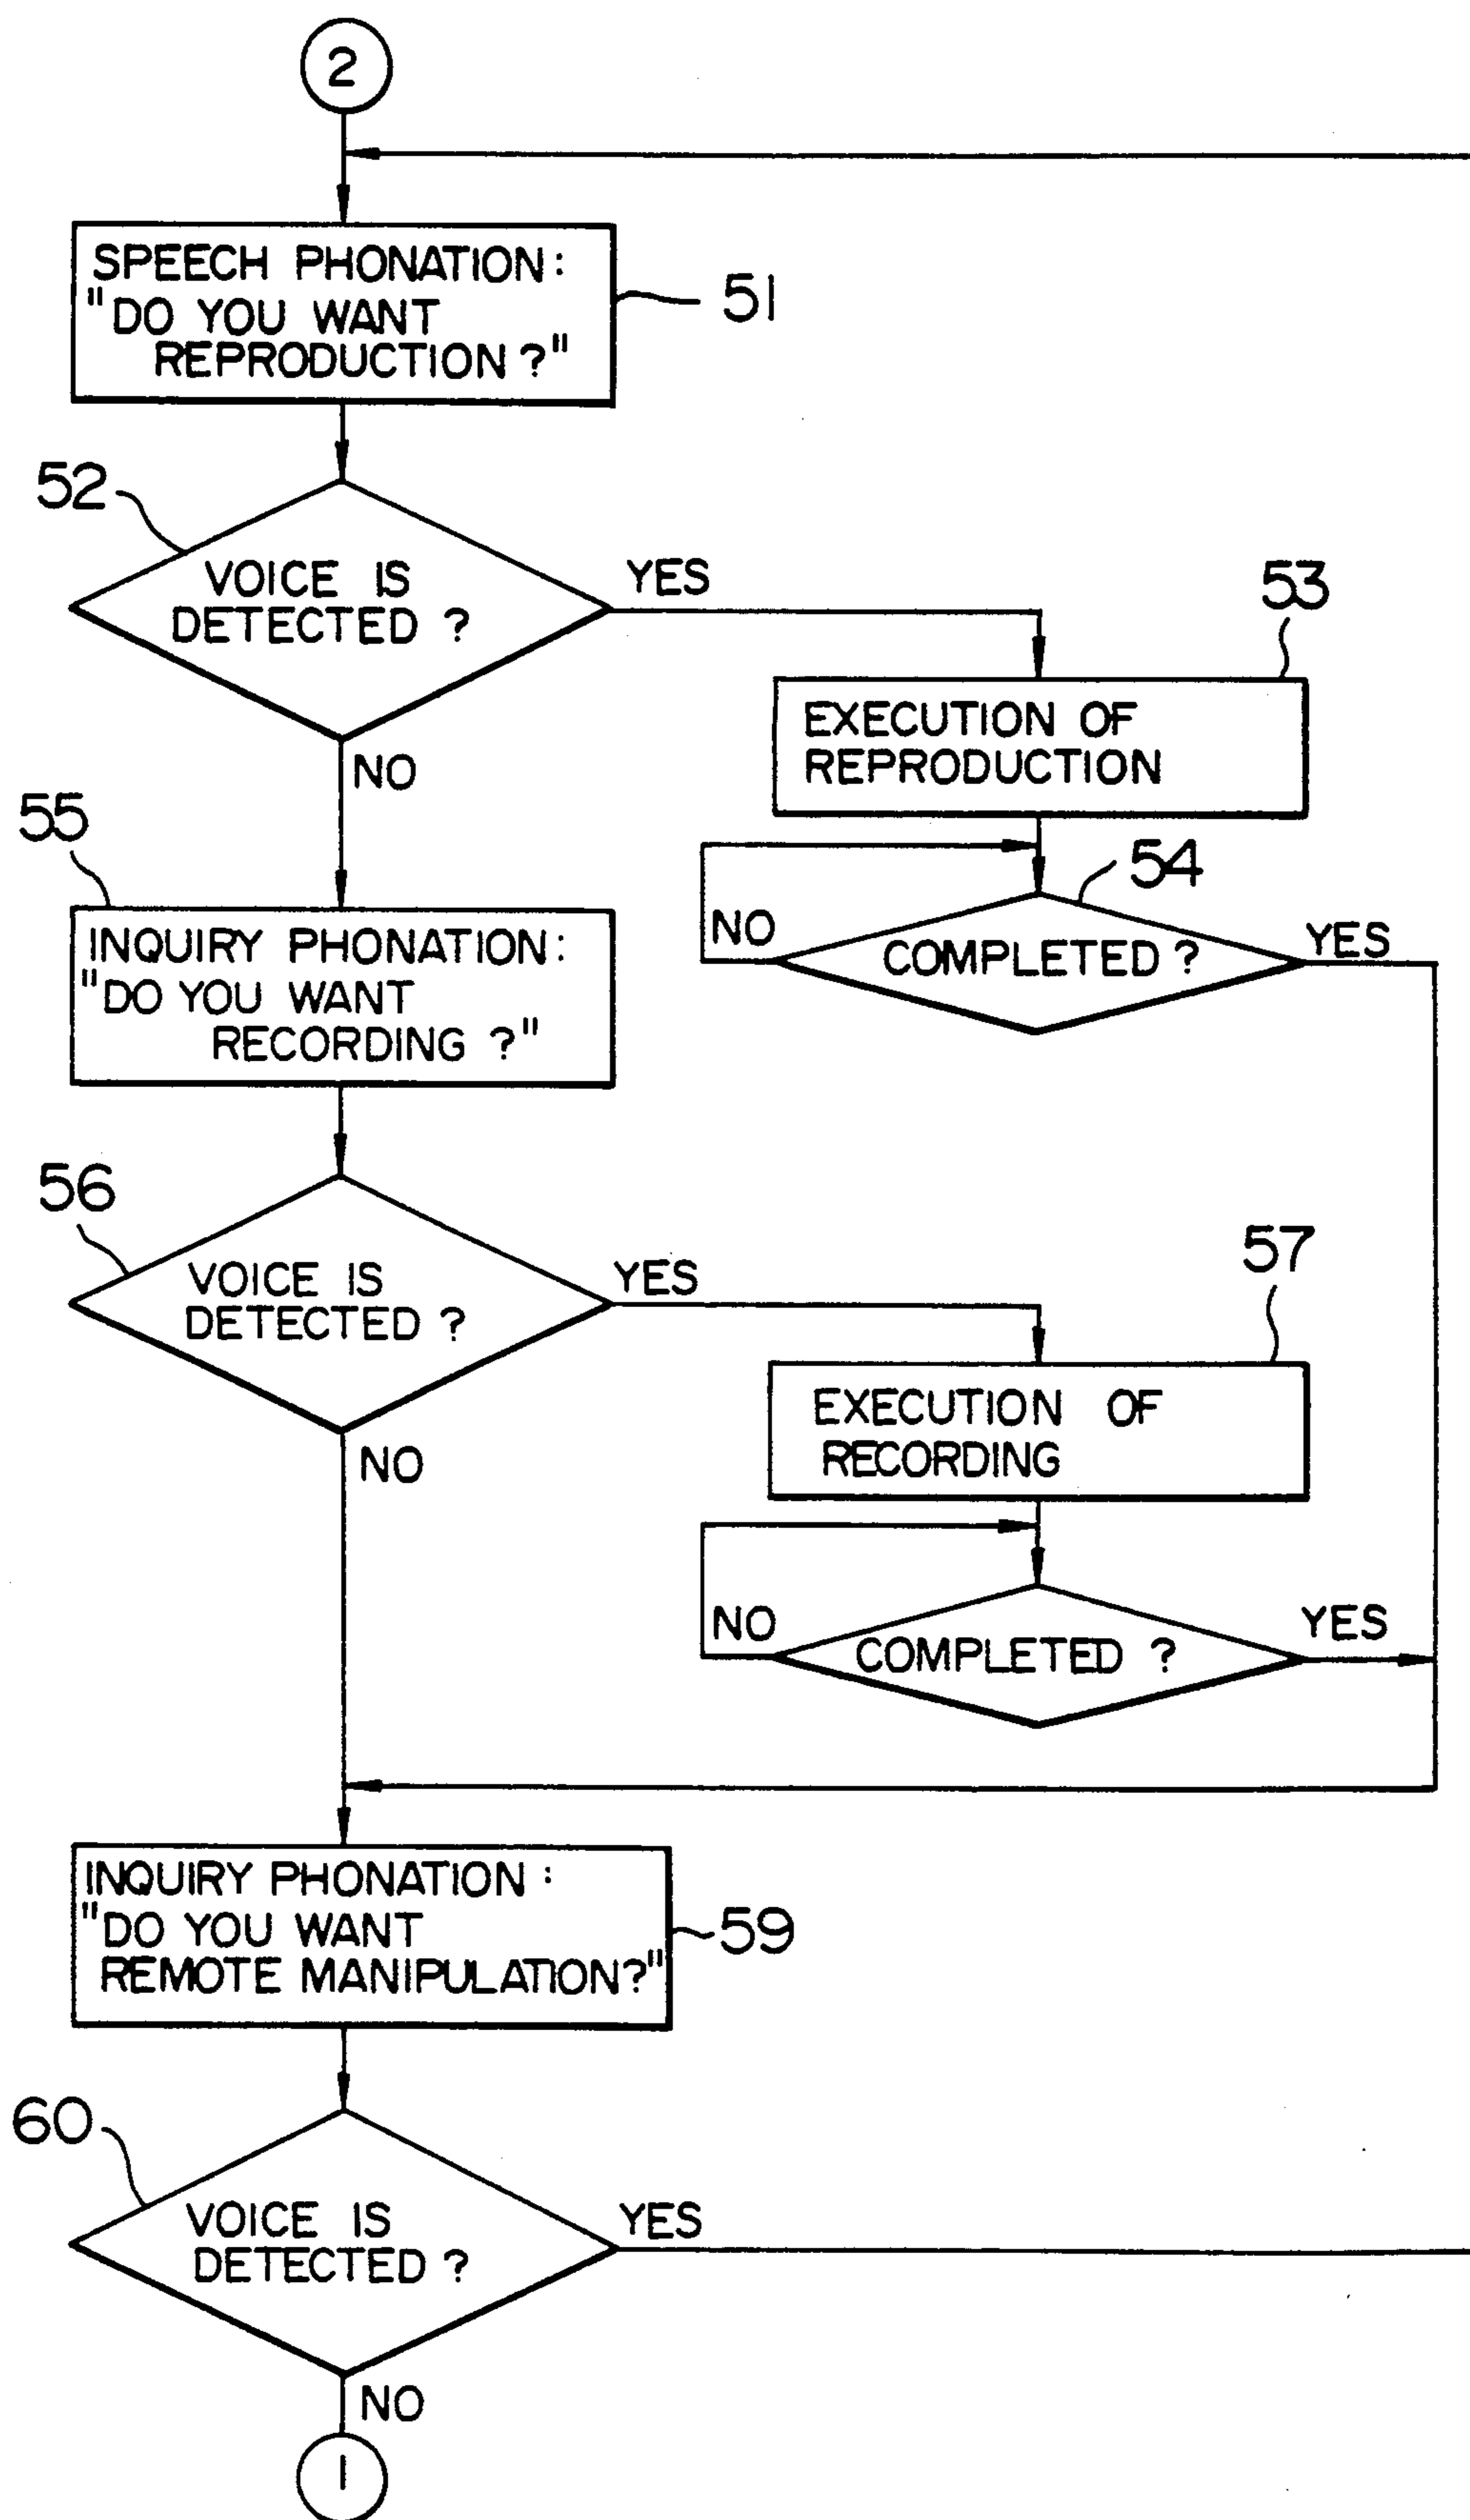 2
SPEECH PHONATION:
"DO YOU WANT
REPRODUCTION ?"
51
52
VOICE IS
DETECTED ?
YES
NO
53
EXECUTION OF
REPRODUCTION
54
COMPLETED ?
NO
YES
55
INQUIRY PHONATION:
"DO YOU WANT
RECORDING ?"
56
VOICE IS
DETECTED ?
YES
NO
57
EXECUTION OF
RECORDING
COMPLETED ?
NO
YES
INQUIRY PHONATION :
"DO YOU WANT
REMOTE MANIPULATION?"
59
60
VOICE IS
DETECTED ?
YES
NO
1